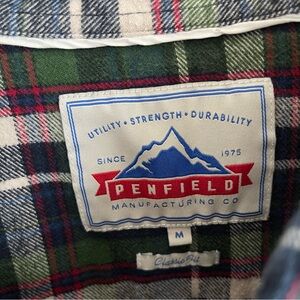 UTILITY • STRENGTH • DURABILITY
SINCE 1975
PENFIELD
MANUFACTURING CO
M
Classic Fit